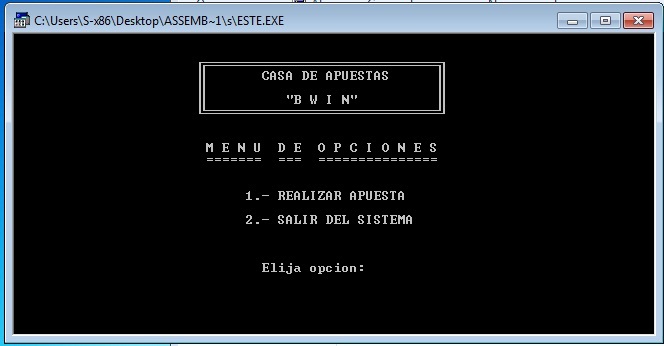 C:\Users\S-x86\Desktop\ASSEMB~1\s\ESTE.EXE
CASA DE APUESTAS
"B W I N"
M E N U   D E   O P C I O N E S
=======  ===  ===============
1.- REALIZAR APUESTA
2.- SALIR DEL SISTEMA
Elija opcion: